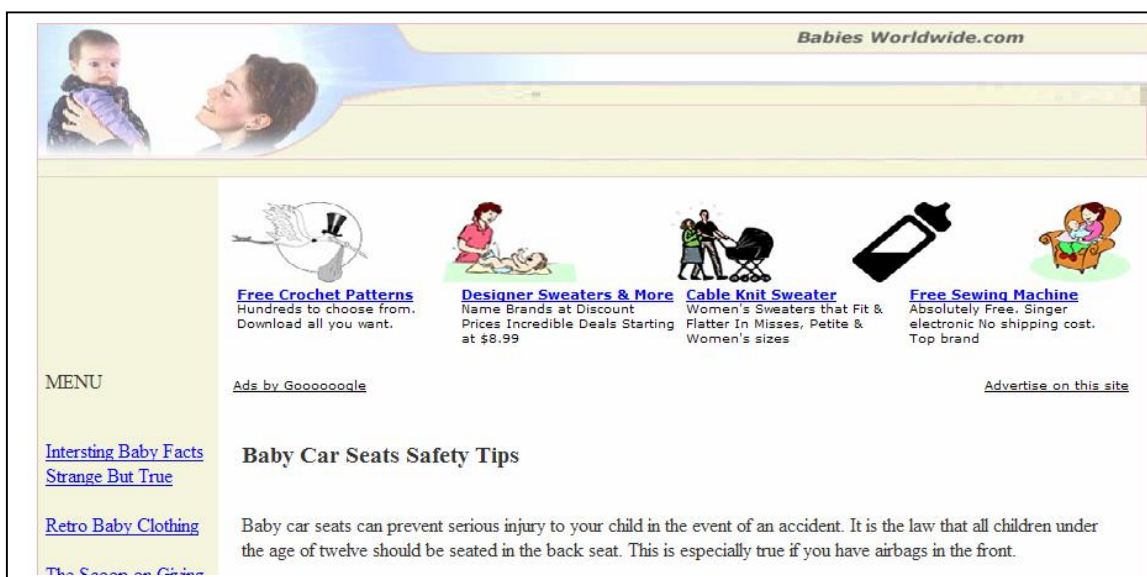 Babies Worldwide.com
Free Crochet Patterns
Hundreds to choose from.
Download all you want.
Designer Sweaters & More
Name Brands at Discount
Prices Incredible Deals Starting
at $8.99
Cable Knit Sweater
Women's Sweaters that Fit &
Flatter In Misses, Petite &
Women's sizes
Free Sewing Machine
Absolutely Free. Singer
electronic No shipping cost.
Top brand
MENU
Ads by Goooooogle
Advertise on this site
Intersting Baby Facts
Strange But True
Retro Baby Clothing
The Scoop on Giving
Baby Car Seats Safety Tips
Baby car seats can prevent serious injury to your child in the event of an accident. It is the law that all children under
the age of twelve should be seated in the back seat. This is especially true if you have airbags in the front.